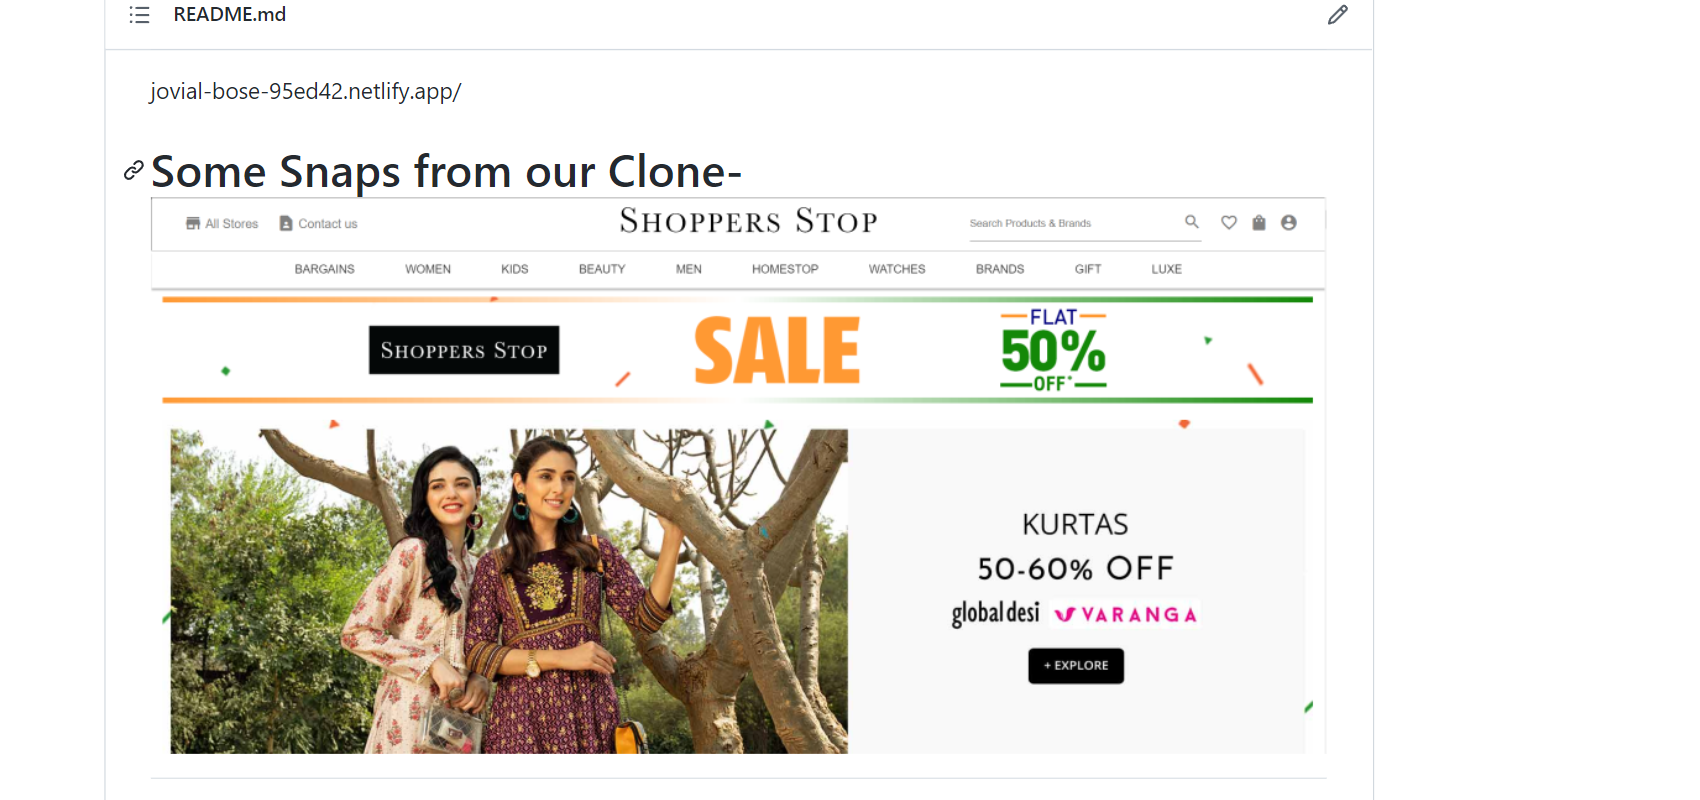 README.md
jovial-bose-95ed42.netlify.app/
Some Snaps from our Clone-
All Stores Contact us SHOPPERS STOP Search Products & Brands
BARGAINS WOMEN KIDS BEAUTY MEN HOMESTOP WATCHES BRANDS GIFT LUXE
SHOPPERS STOP
SALE
FLAT
50%
OFF*
KURTAS
50-60% OFF
global desi VARANGA
+ EXPLORE